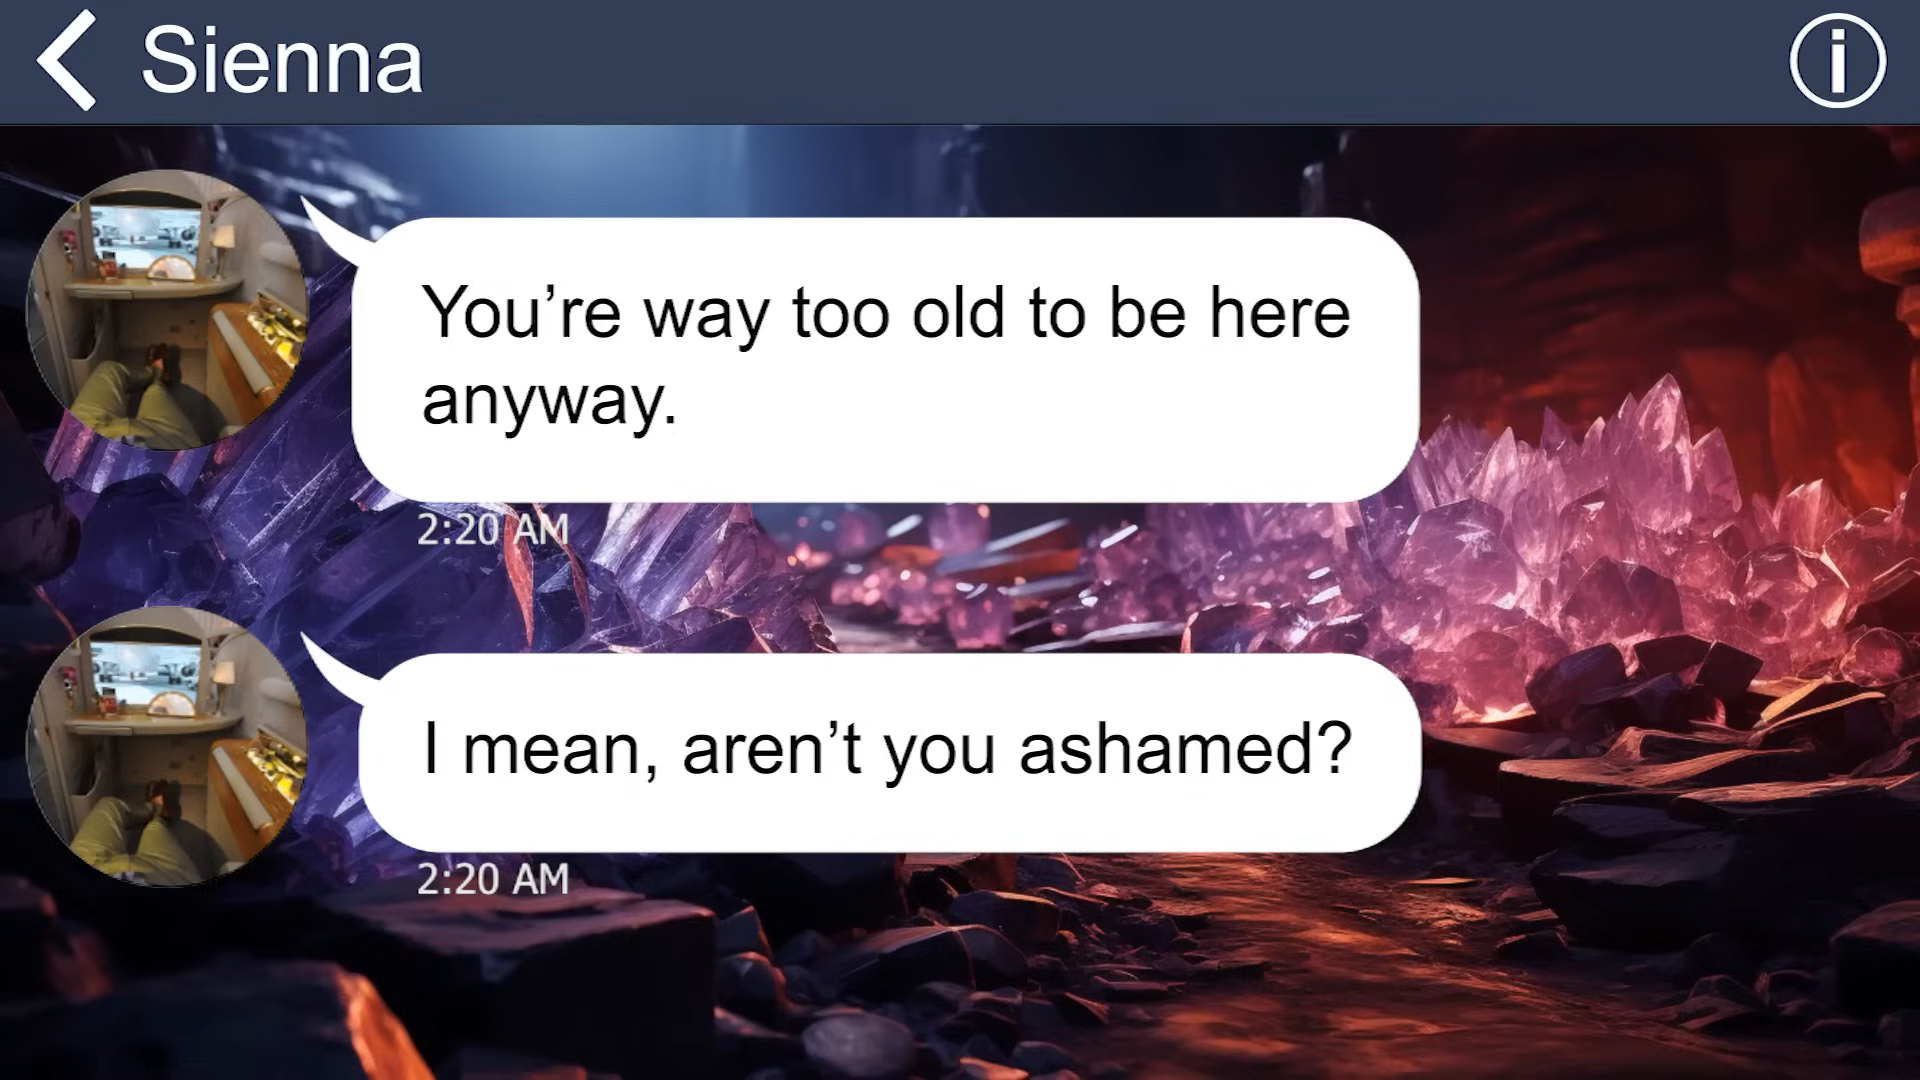 Sienna
You’re way too old to be here
anyway.
2:20 AM
I mean, aren’t you ashamed?
2:20 AM